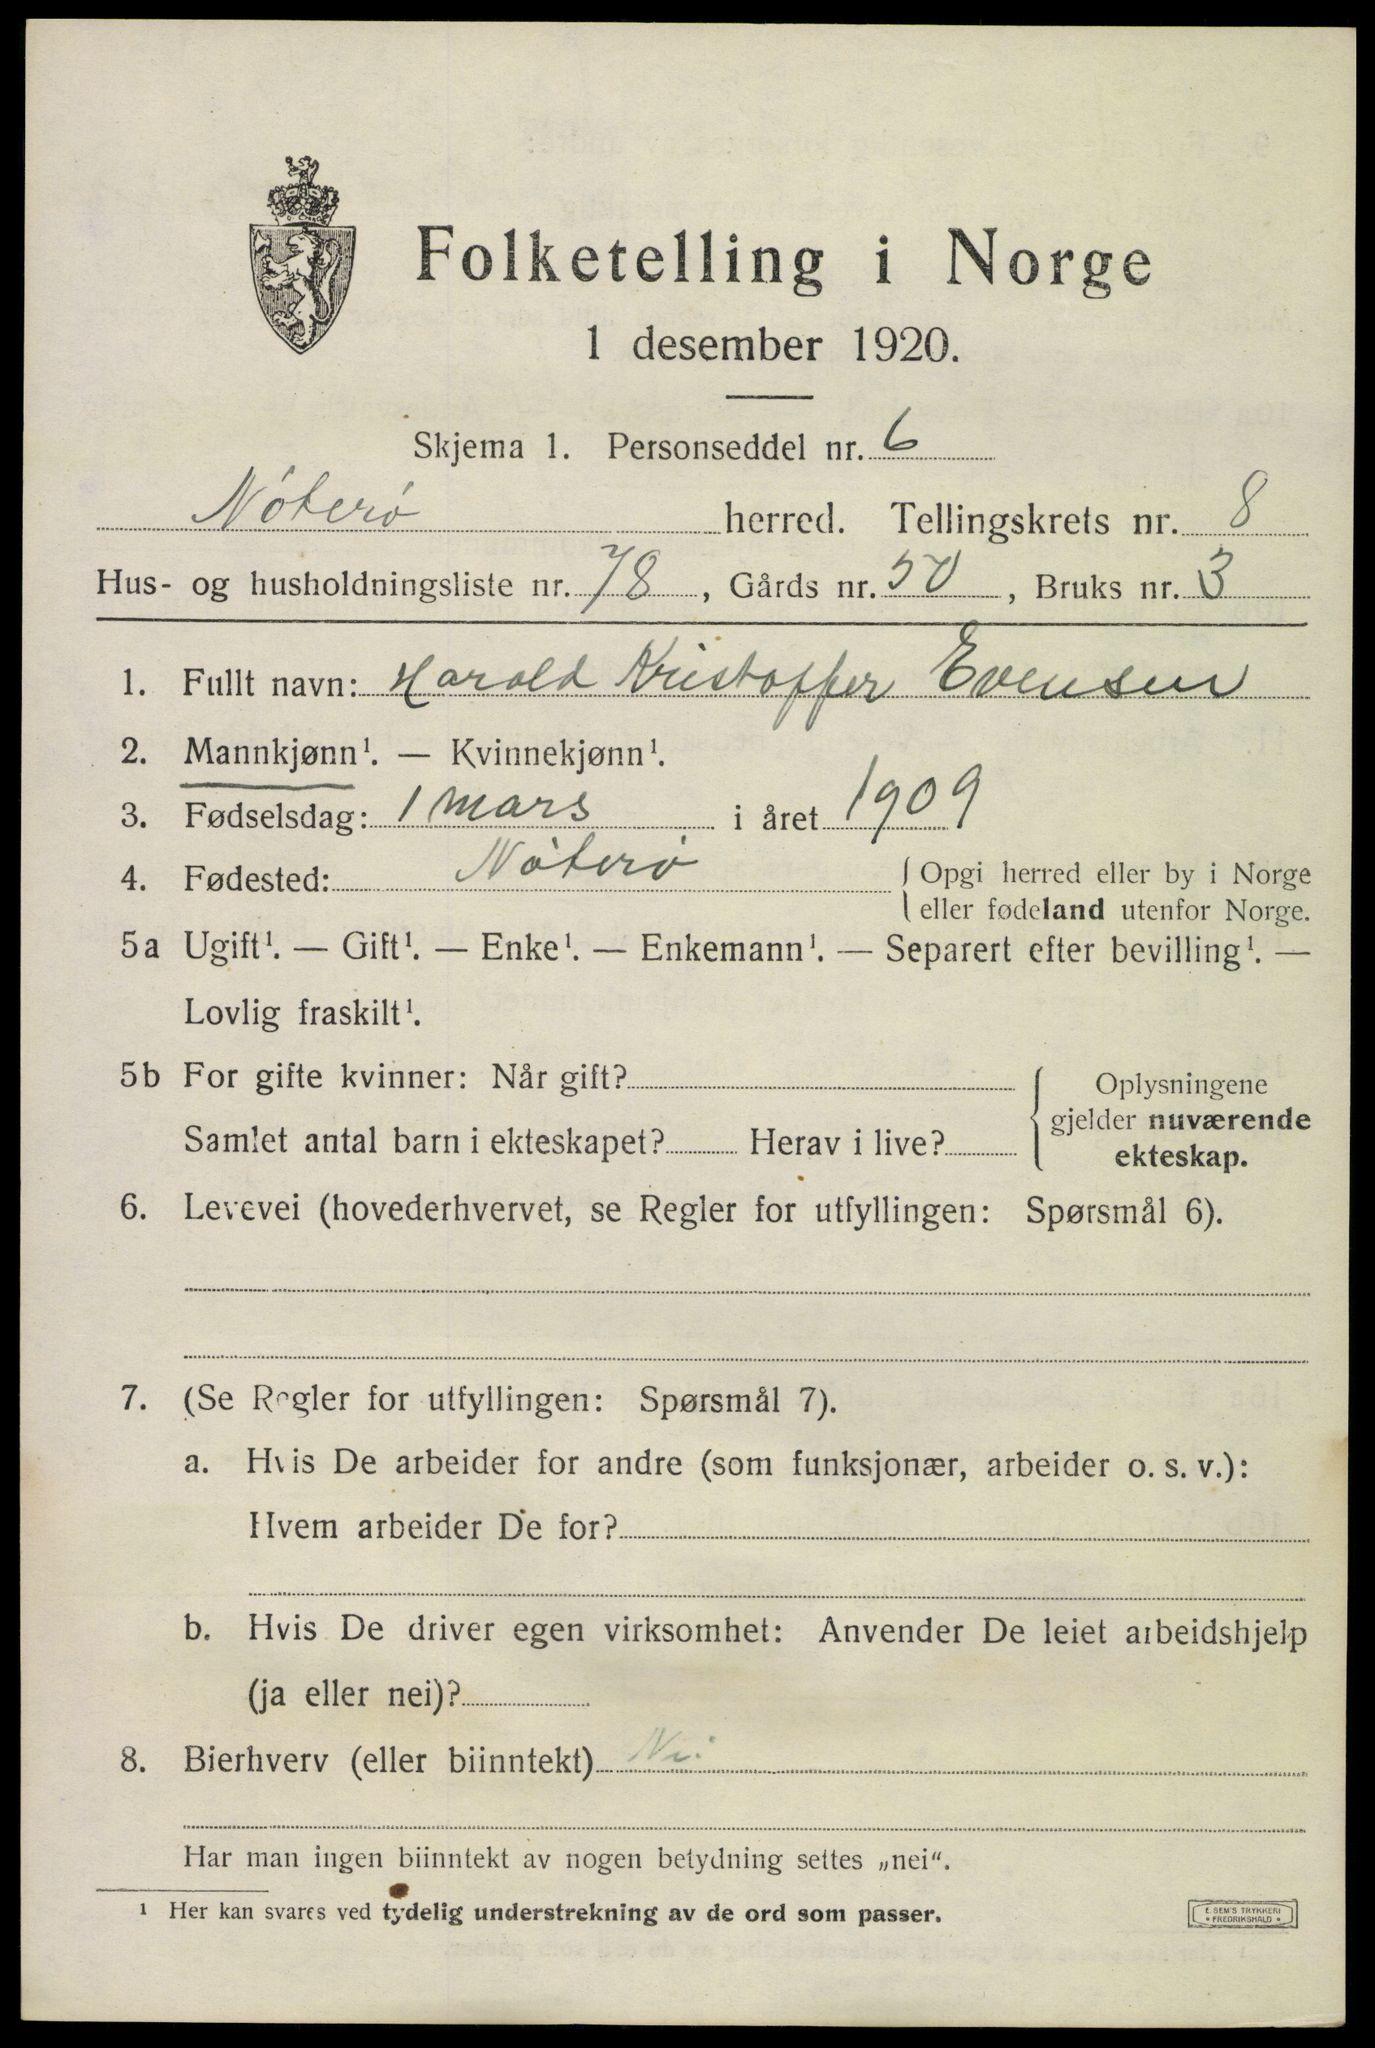 Folketelling i Norge
1 desember 1920.
Skjema 1. Personseddel nr. 6
Nöterö herred. Tellingskrets nr. 8
Hus- og husholdningsliste nr. 78, Gårds nr. 50, Bruks nr. 3
1. Fullt navn: Harald Kristoffer Evensen
2. Mannkjønn¹. — Kvinnekjønn¹.
3. Fødselsdag: 1 mars i året 1909
4. Fødested: Nöterö Opgi herred eller by i Norge
eller fødeland utenfor Norge.
5a Ugift¹. — Gift¹. — Enke¹. — Enkemann¹. — Separert efter bevilling¹. —
Lovlig fraskilt¹.
5b For gifte kvinner: Når gift? Oplysningene
gjelder nuværende
Samlet antal barn i ekteskapet? Herav i live?
ekteskap.
6. Levevei (hovederhvervet, se Regler for utfyllingen: Spørsmål 6).
7. (Se Regler for utfyllingen: Spørsmål 7).
a. Hvis De arbeider for andre (som funksjonær, arbeider o. s. v.):
Hvem arbeider De for?
b. Hvis De driver egen virksomhet: Anvender De leiet arbeidshjelp
(ja eller nei)?
8. Bierhverv (eller biinntekt) Nei
Har man ingen biinntekt av nogen betydning settes „nei“.
¹ Her kan svares ved tydelig understrekning av de ord som passer.
E. SEM'S TRYKKERI
• FREDRIKSHALD •